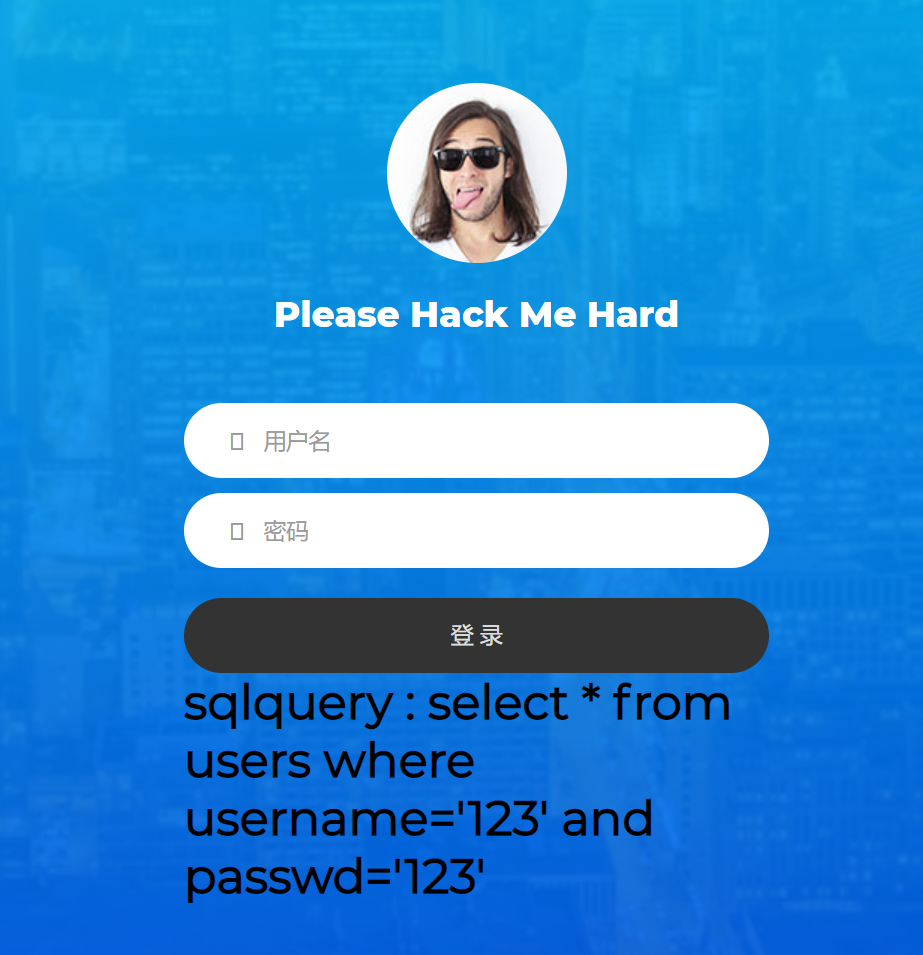 Please Hack Me Hard
用户名
密码
登录
sqlquery : select * from
users where
username='123' and
passwd='123'